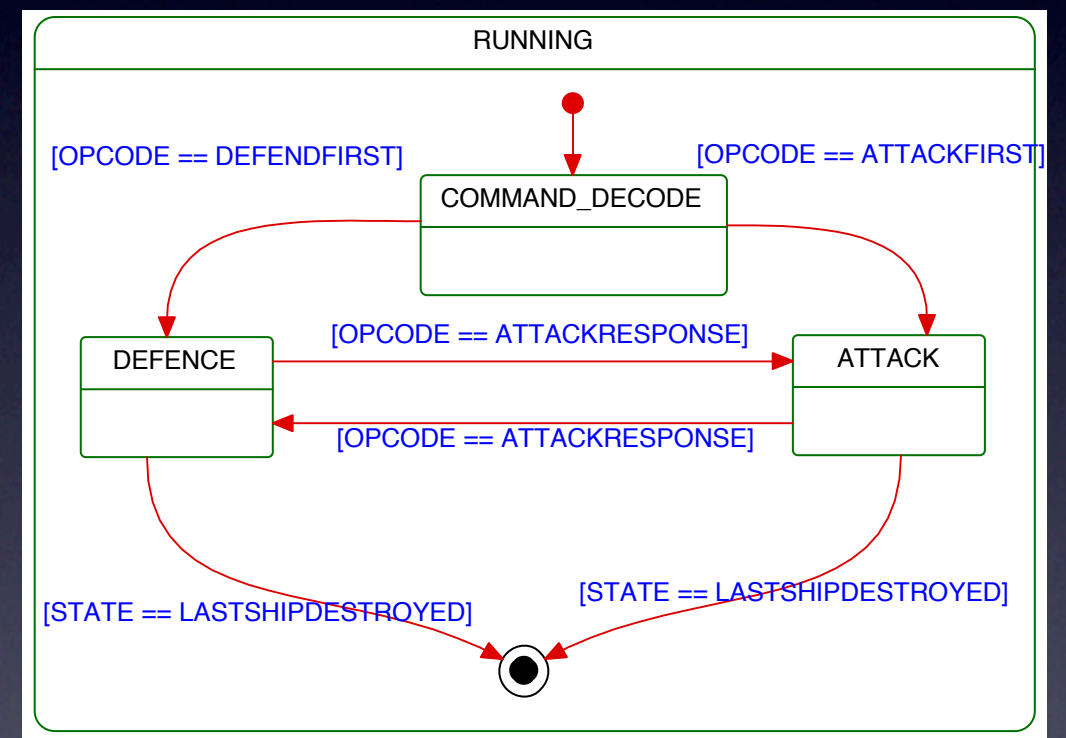 RUNNING
[OPCODE == DEFENDFIRST]
[OPCODE == ATTACKFIRST]
COMMAND_DECODE
[OPCODE == ATTACKRESPONSE]
DEFENCE
ATTACK
[OPCODE == ATTACKRESPONSE]
[STATE == LASTSHIPDESTROYED]
[STATE == LASTSHIPDESTROYED]